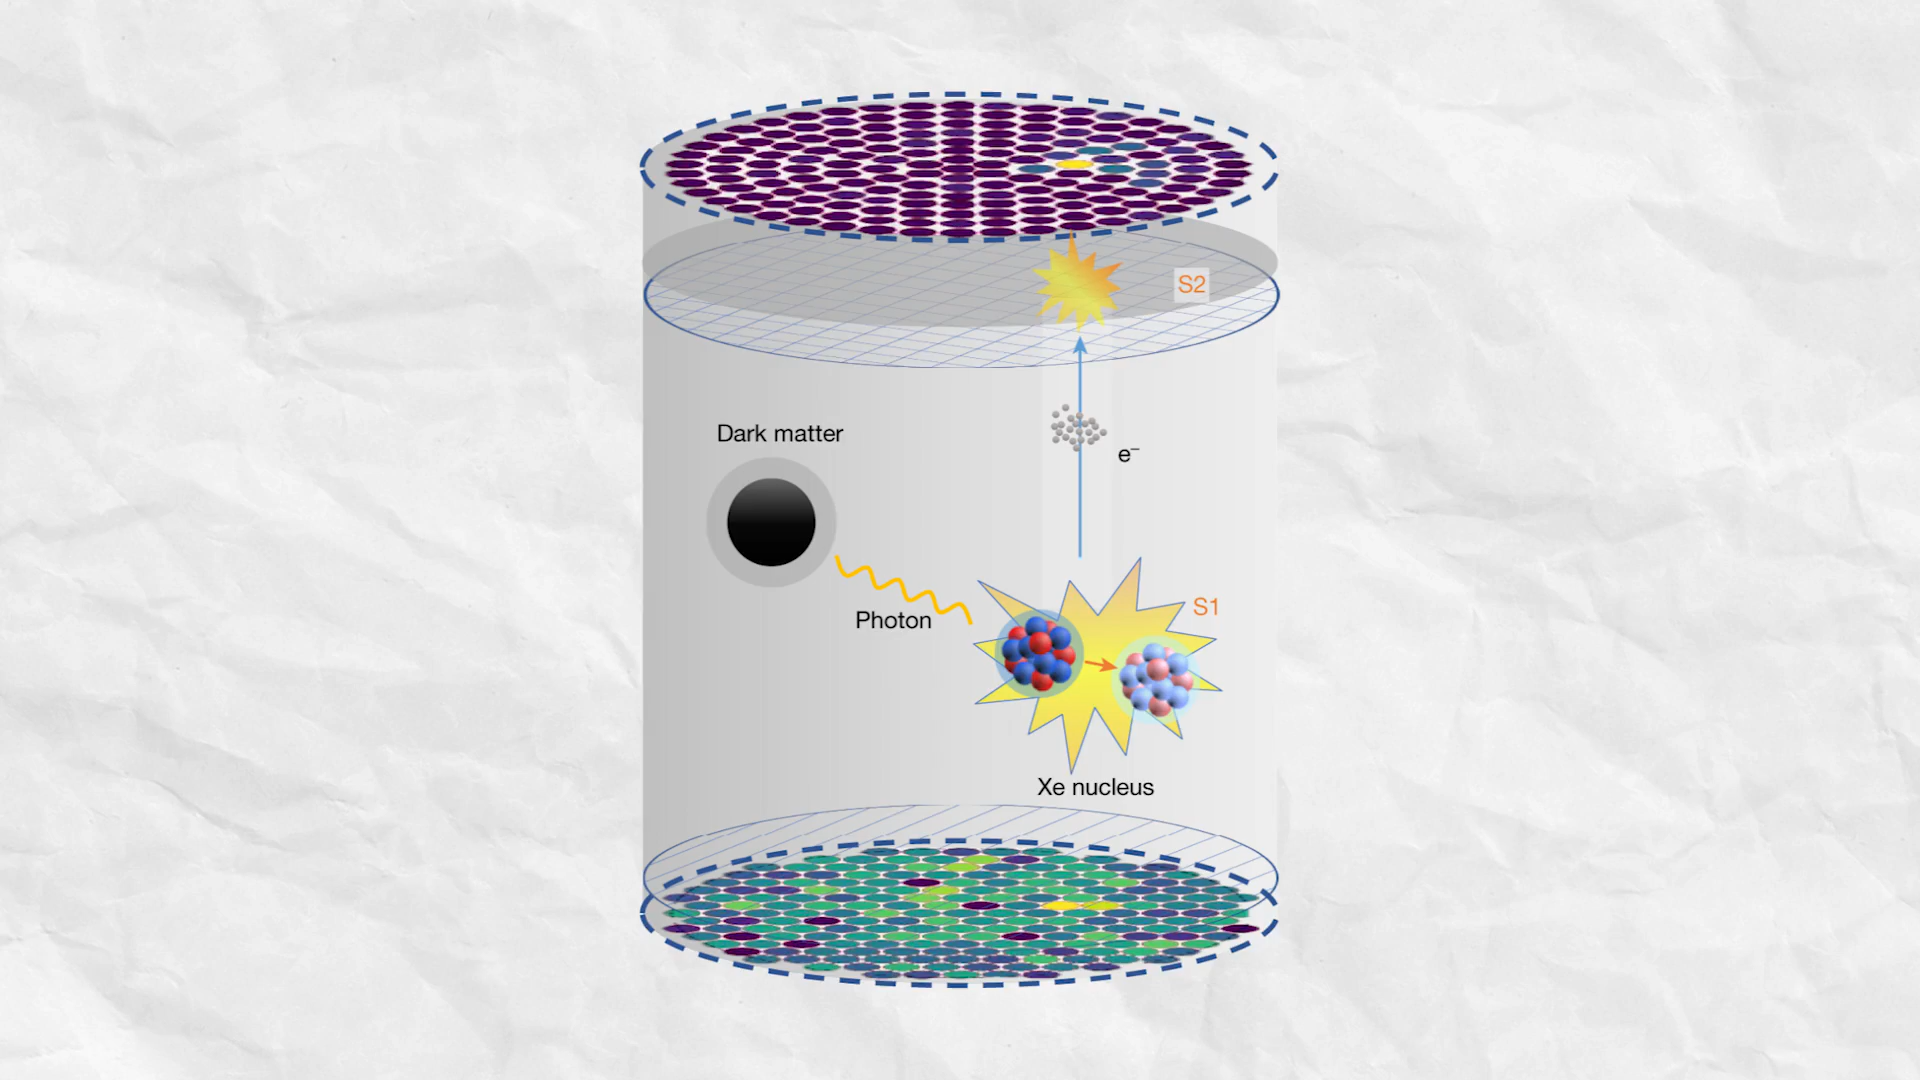 S2
Dark matter
e⁻
Photon
S1
Xe nucleus